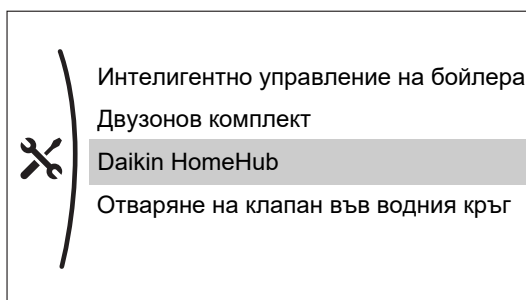 Интелигентно управление на бойлера
Двузонов комплект
Daikin HomeHub
Отваряне на клапан във водния кръг